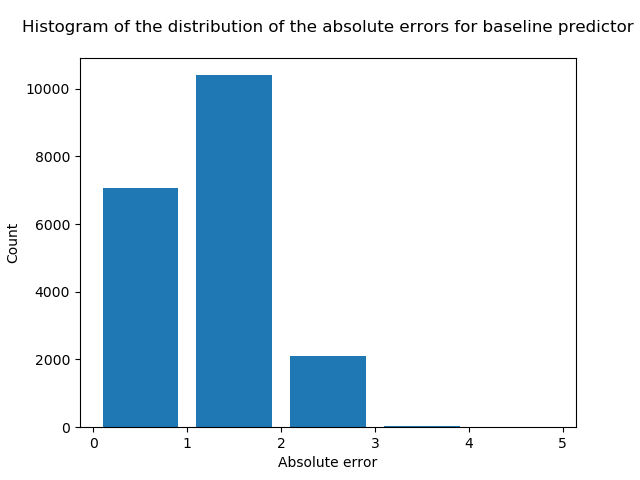 Histogram of the distribution of the absolute errors for baseline predictor
10000
8000
6000
4000
2000
0
Count
0 1 2 3 4 5
Absolute error